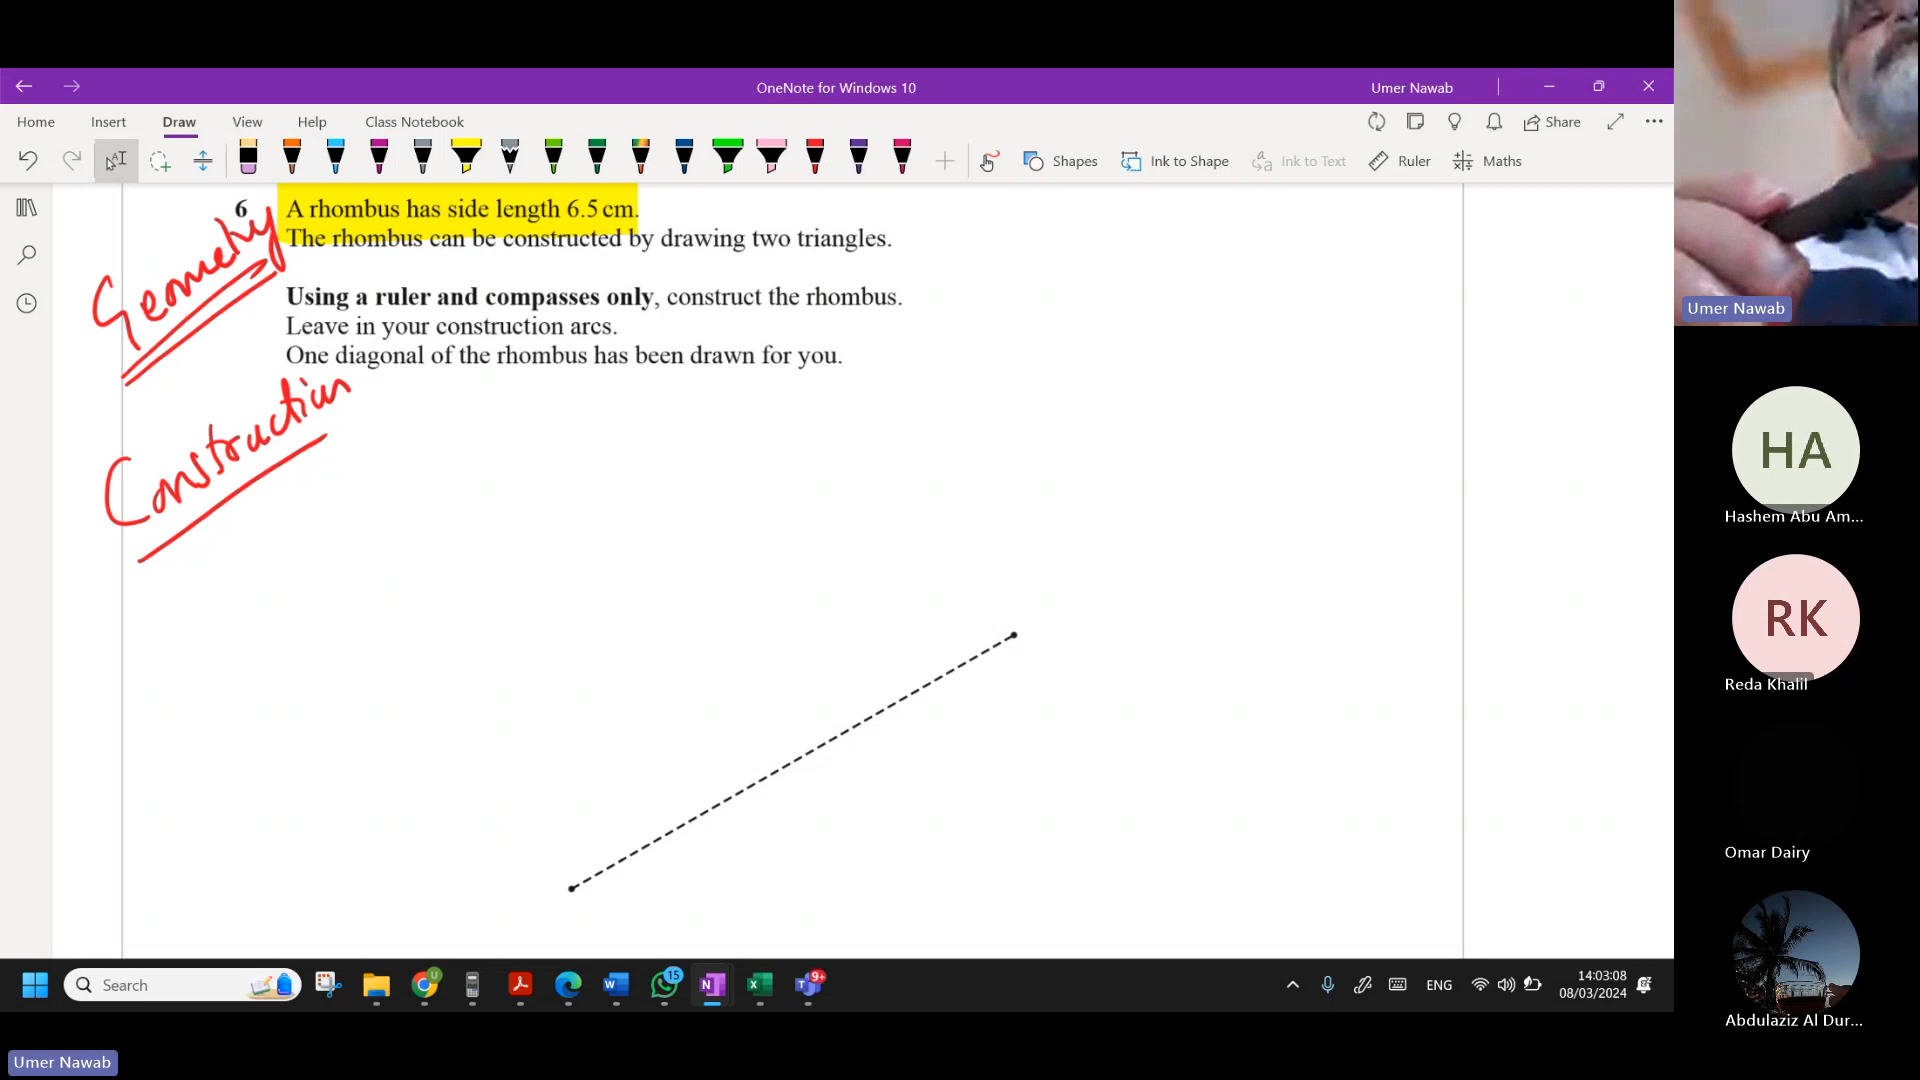 OneNote for Windows 10
Umer Nawab
Home Insert Draw View Help Class Notebook
Share
Shapes Ink to Shape Ink to Text Ruler Maths
6 A rhombus has side length 6.5 cm.
The rhombus can be constructed by drawing two triangles.
Using a ruler and compasses only, construct the rhombus.
Leave in your construction arcs.
One diagonal of the rhombus has been drawn for you.
Geometry
Construction
Umer Nawab
HA
Hashem Abu Am...
RK
Reda Khalil
Omar Dairy
Abdulaziz Al Dur...
Search
U
15
9+
ENG
14:03:08
08/03/2024
Umer Nawab